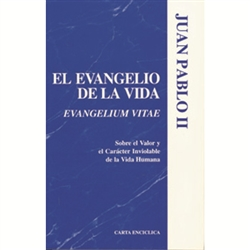 JUAN PABLO II
EL EVANGELIO
DE LA VIDA
EVANGELIUM VITAE
Sobre el Valor y
el Carácter Inviolable
de la Vida Humana
CARTA ENCICLICA